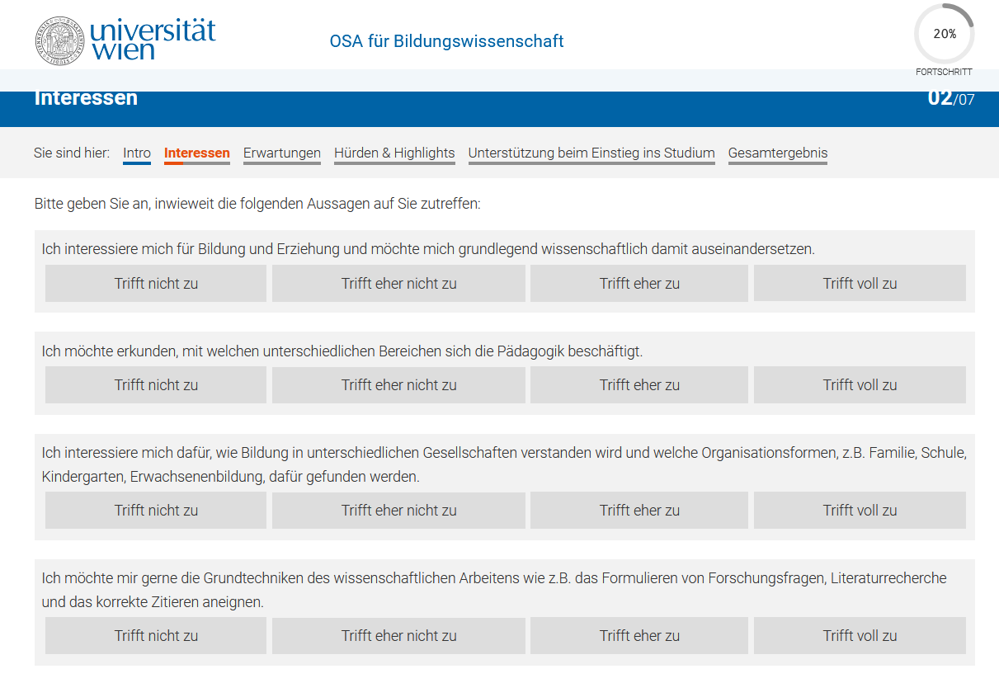 universität
wien
OSA für Bildungswissenschaft
20%
FORTSCHRITT
Interessen
02/07
Sie sind hier: Intro Interessen Erwartungen Hürden & Highlights Unterstützung beim Einstieg ins Studium Gesamtergebnis
Bitte geben Sie an, inwieweit die folgenden Aussagen auf Sie zutreffen:
Ich interessiere mich für Bildung und Erziehung und möchte mich grundlegend wissenschaftlich damit auseinandersetzen.
Trifft nicht zu Trifft eher nicht zu Trifft eher zu Trifft voll zu
Ich möchte erkunden, mit welchen unterschiedlichen Bereichen sich die Pädagogik beschäftigt.
Trifft nicht zu Trifft eher nicht zu Trifft eher zu Trifft voll zu
Ich interessiere mich dafür, wie Bildung in unterschiedlichen Gesellschaften verstanden wird und welche Organisationsformen, z.B. Familie, Schule,
Kindergarten, Erwachsenenbildung, dafür gefunden werden.
Trifft nicht zu Trifft eher nicht zu Trifft eher zu Trifft voll zu
Ich möchte mir gerne die Grundtechniken des wissenschaftlichen Arbeitens wie z.B. das Formulieren von Forschungsfragen, Literaturrecherche
und das korrekte Zitieren aneignen.
Trifft nicht zu Trifft eher nicht zu Trifft eher zu Trifft voll zu